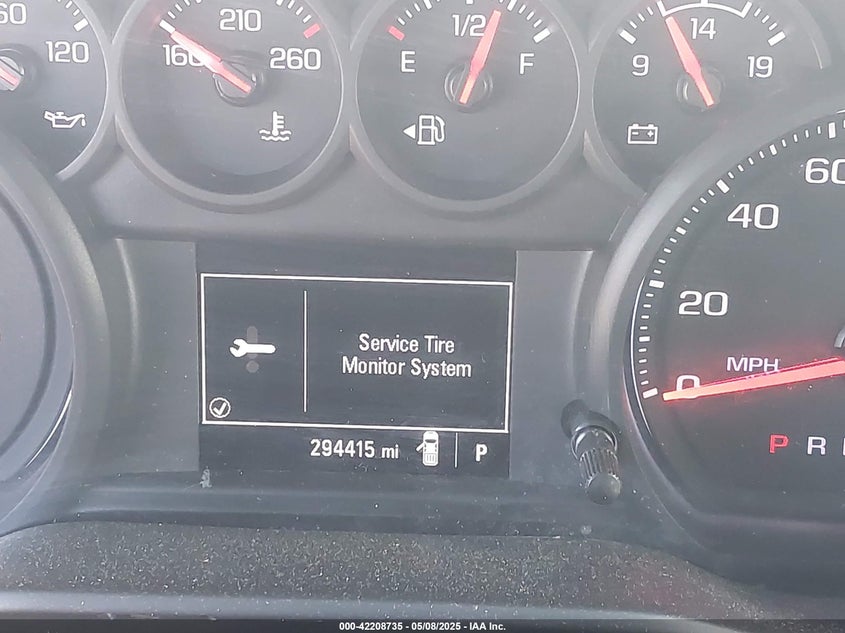 60
120
160
210
260
E
1/2
F
9
14
19
Service Tire
Monitor System
294415 mi
P
0
20
40
60
MPH
P R
000-42208735 - 05/08/2025 - IAA Inc.